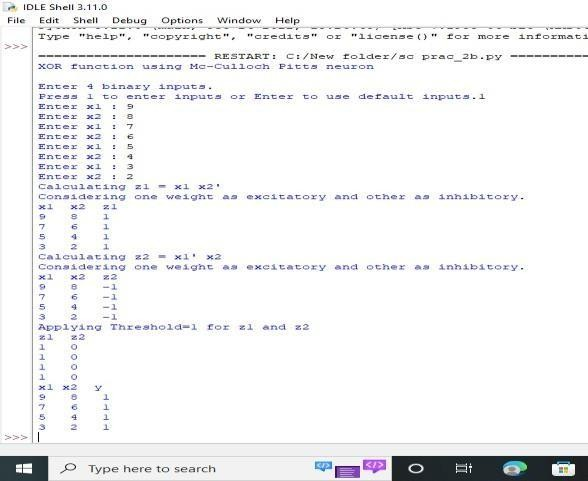 IDLE Shell 3.11.0
File Edit Shell Debug Options Window Help
Type "help", "copyright", "credits" or "license()" for more informati
>>>
====================== RESTART: C:/New folder/sc prac_2b.py ==========
XOR function using Mc-Culloch Pitts neuron
Enter 4 binary inputs.
Press 1 to enter inputs or Enter to use default inputs.1
Enter x1 : 9
Enter x2 : 8
Enter x1 : 7
Enter x2 : 6
Enter x1 : 5
Enter x2 : 4
Enter x1 : 3
Enter x2 : 2
Calculating z1 = x1 x2'
Considering one weight as excitatory and other as inhibitory.
x1 x2 z1
9 8 1
7 6 1
5 4 1
3 2 1
Calculating z2 = x1' x2
Considering one weight as excitatory and other as inhibitory.
x1 x2 z2
9 8 -1
7 6 -1
5 4 -1
3 2 -1
Applying Threshold=1 for z1 and z2
z1 z2
1 0
1 0
1 0
1 0
x1 x2 y
9 8 1
7 6 1
5 4 1
3 2 1
>>>
Type here to search